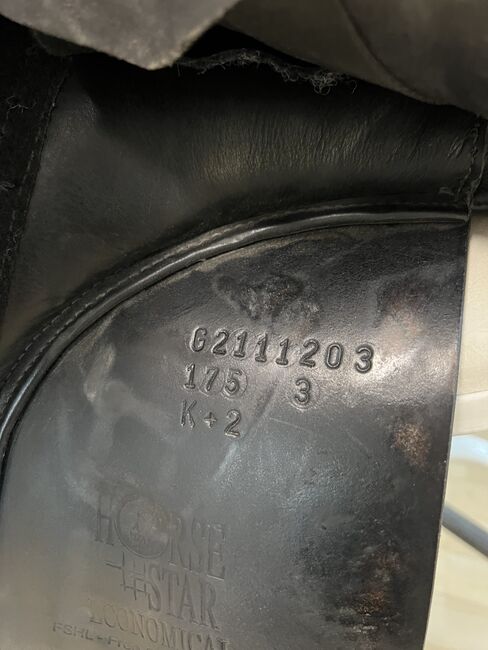 G2111203
175 3
K+2
HORSE
STAR
ECONOMICAL